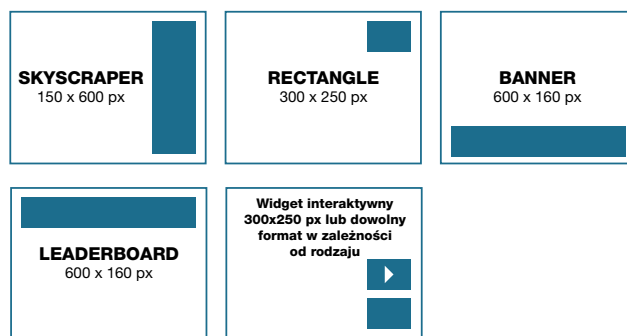 SKYSCRAPER
150 x 600 px
RECTANGLE
300 x 250 px
BANNER
600 x 160 px
LEADERBOARD
600 x 160 px
Widget interaktywny
300x250 px lub dowolny
format w zależności
od rodzaju